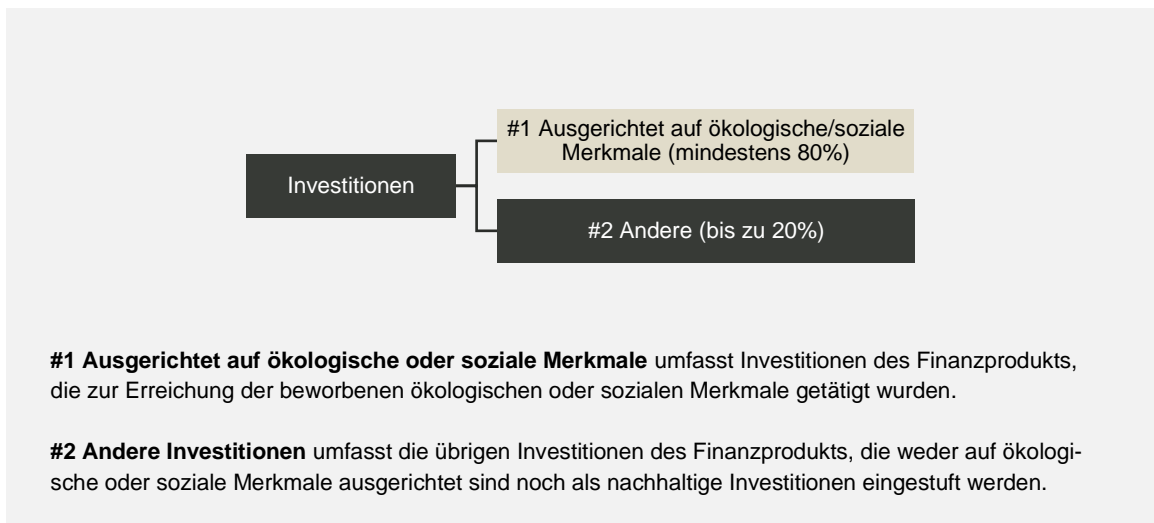 #1 Ausgerichtet auf ökologische/soziale
Merkmale (mindestens 80%)
Investitionen
#2 Andere (bis zu 20%)
#1 Ausgerichtet auf ökologische oder soziale Merkmale umfasst Investitionen des Finanzprodukts,
die zur Erreichung der beworbenen ökologischen oder sozialen Merkmale getätigt wurden.
#2 Andere Investitionen umfasst die übrigen Investitionen des Finanzprodukts, die weder auf ökologi-
sche oder soziale Merkmale ausgerichtet sind noch als nachhaltige Investitionen eingestuft werden.